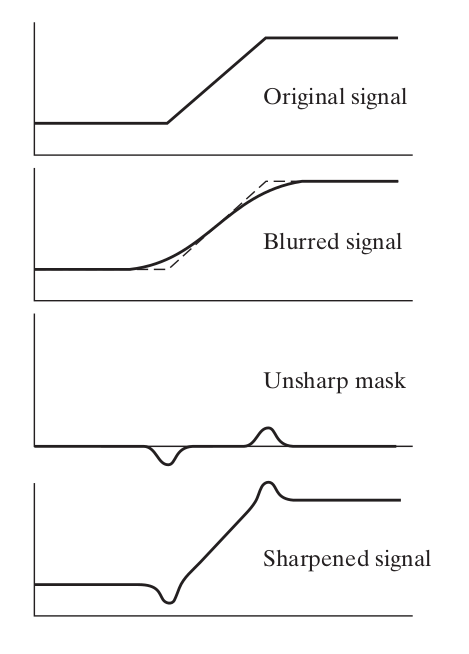 Original signal
Blurred signal
Unsharp mask
Sharpened signal